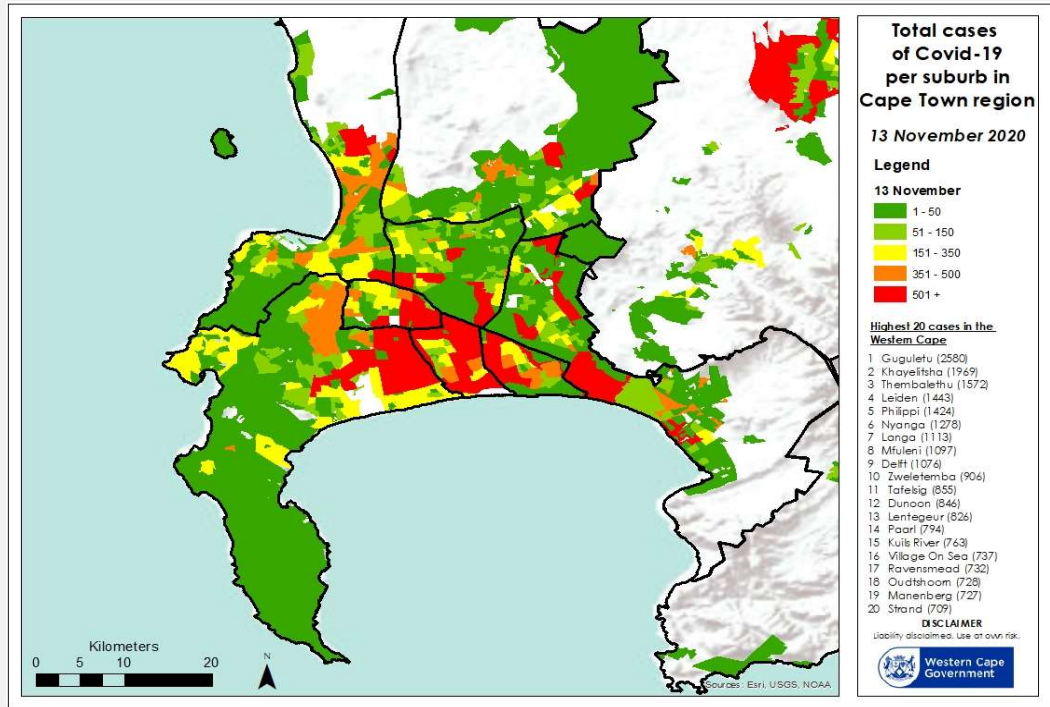 Total cases
of Covid-19
per suburb in
Cape Town region
13 November 2020
Legend
13 November
1 - 50
51 - 150
151 - 350
351 - 500
501 +
Highest 20 cases in the
Western Cape
1 Guguletu (2580)
2 Khayelitsha (1969)
3 Thembalethu (1572)
4 Leiden (1443)
5 Philippi (1424)
6 Nyanga (1278)
7 Langa (1113)
8 Mfuleni (1097)
9 Delft (1076)
10 Zweletemba (906)
11 Tafelsig (855)
12 Dunoon (846)
13 Lentegeur (826)
14 Paarl (794)
15 Kuils River (763)
16 Village On Sea (737)
17 Ravensmead (732)
18 Oudtshoorn (728)
19 Manenberg (727)
20 Strand (709)
DISCLAIMER
Liability disclaimed. Use at own risk.
Western Cape
Government
Kilometers
0 5 10 20
N
Sources: Esri, USGS, NOAA